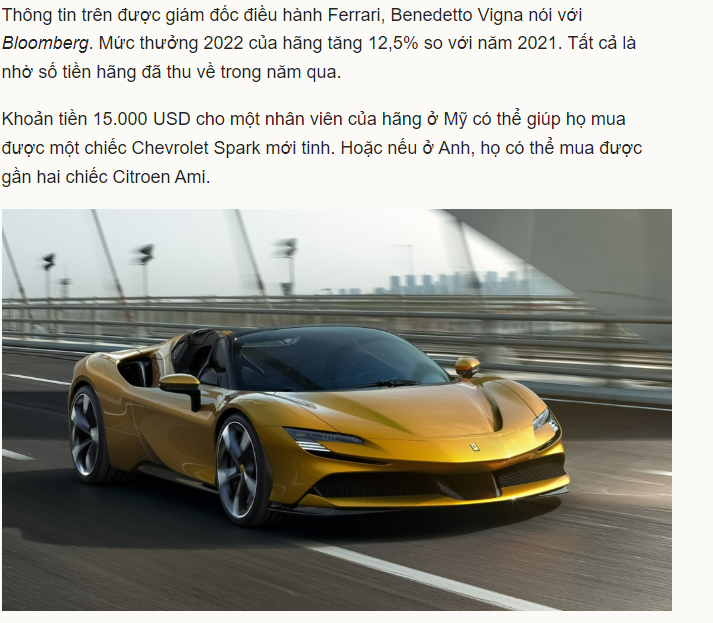 Thông tin trên được giám đốc điều hành Ferrari, Benedetto Vigna nói với
Bloomberg. Mức thưởng 2022 của hãng tăng 12,5% so với năm 2021. Tất cả là
nhờ số tiền hãng đã thu về trong năm qua.
Khoản tiền 15.000 USD cho một nhân viên của hãng ở Mỹ có thể giúp họ mua
được một chiếc Chevrolet Spark mới tinh. Hoặc nếu ở Anh, họ có thể mua được
gần hai chiếc Citroen Ami.